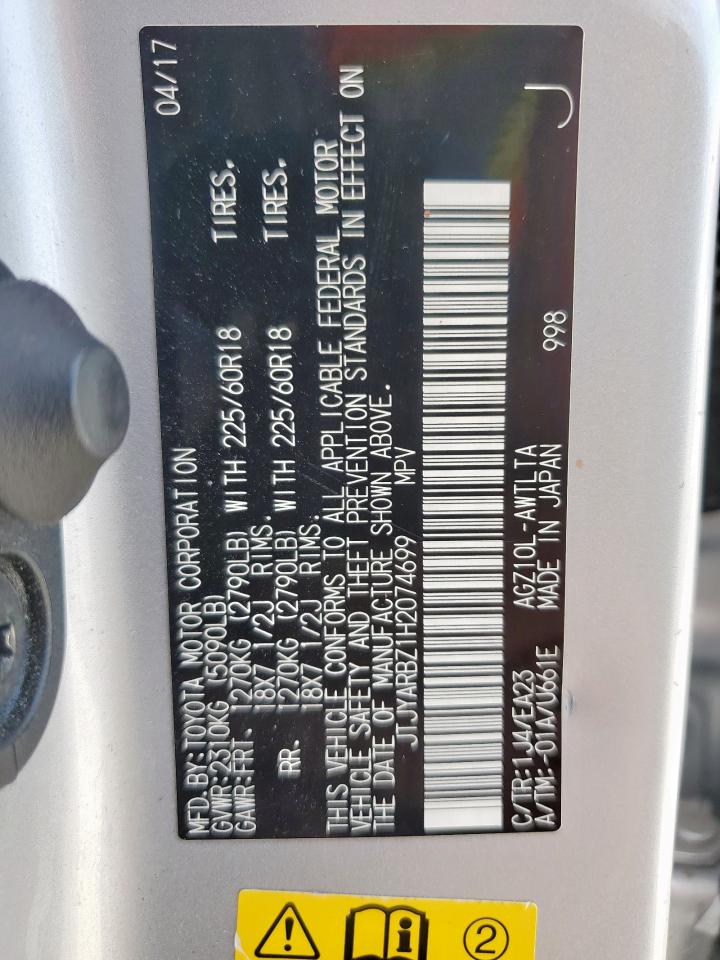 MFD. BY:TOYOTA MOTOR CORPORATION 04/17
GVWR:2310KG (5090LB)
GAWR:FRT. 1270KG (2790LB) WITH 225/60R18 TIRES.
18X7 1/2J RIMS.
RR. 1270KG (2790LB) WITH 225/60R18 TIRES.
18X7 1/2J RIMS.
THIS VEHICLE CONFORMS TO ALL APPLICABLE FEDERAL MOTOR
VEHICLE SAFETY AND THEFT PREVENTION STANDARDS IN EFFECT ON
THE DATE OF MANUFACTURE SHOWN ABOVE.
JTJYARBZ1H2074699 MPV
C/TR:1J4/EA23 AGZ10L-AWTLTA
A/TM:-01A/U661E MADE IN JAPAN 998 J
2